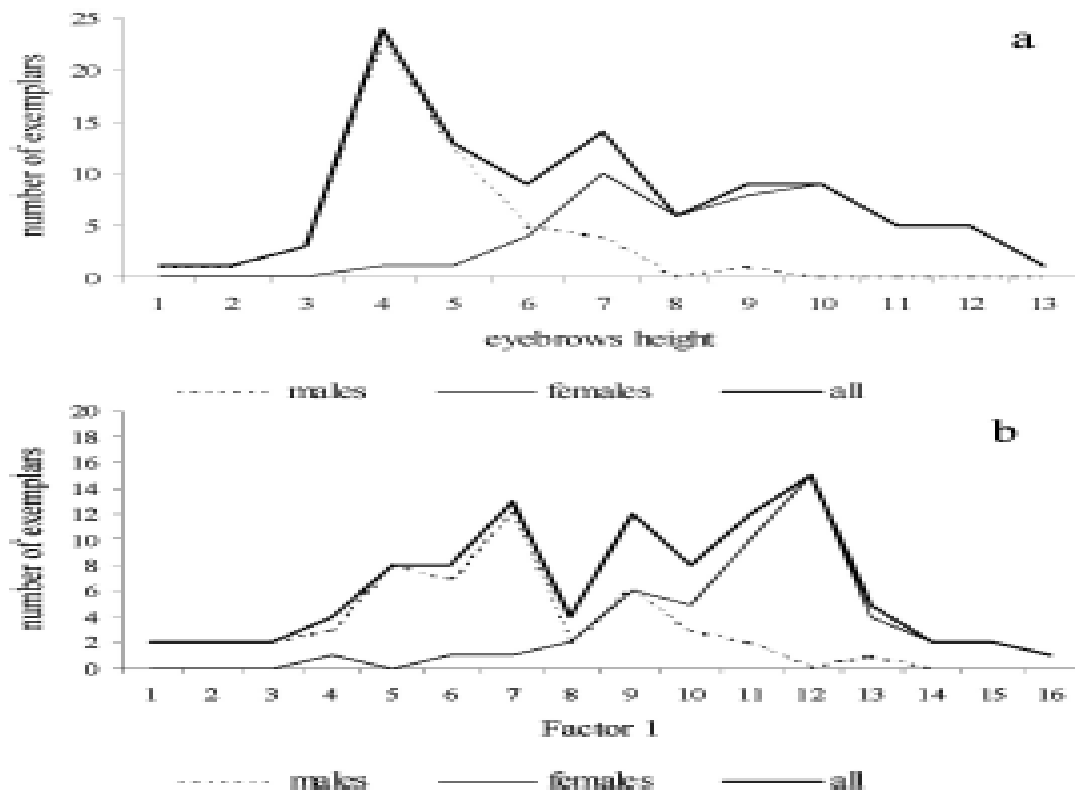 a
number of exemplars
25
20
15
10
5
0
1 2 3 4 5 6 7 8 9 10 11 12 13
eyebrows height
males females all
b
number of exemplars
20
18
16
14
12
10
8
6
4
2
0
1 2 3 4 5 6 7 8 9 10 11 12 13 14 15 16
Factor 1
males females all